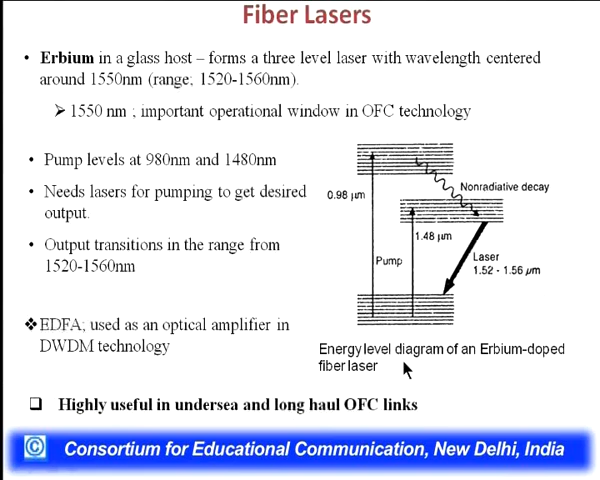 Fiber Lasers
• Erbium in a glass host – forms a three level laser with wavelength centered
around 1550nm (range; 1520-1560nm).
➢ 1550 nm ; important operational window in OFC technology
• Pump levels at 980nm and 1480nm
• Needs lasers for pumping to get desired
output.
• Output transitions in the range from
1520-1560nm
❖EDFA; used as an optical amplifier in
DWDM technology
0.98 μm
Nonradiative decay
1.48 μm
Pump
Laser
1.52 - 1.56 μm
Energy level diagram of an Erbium-doped
fiber laser
❑ Highly useful in undersea and long haul OFC links
© Consortium for Educational Communication, New Delhi, India